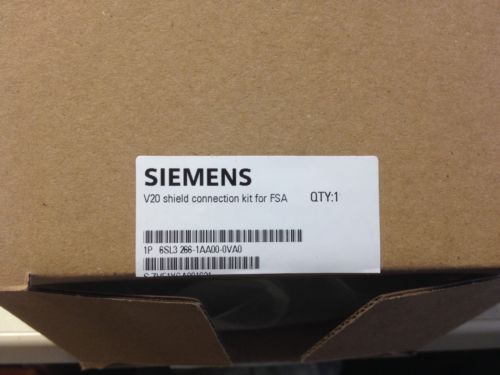 SIEMENS
V20 shield connection kit for FSA QTY:1
1P 6SL3 266-1AA00-0VA0